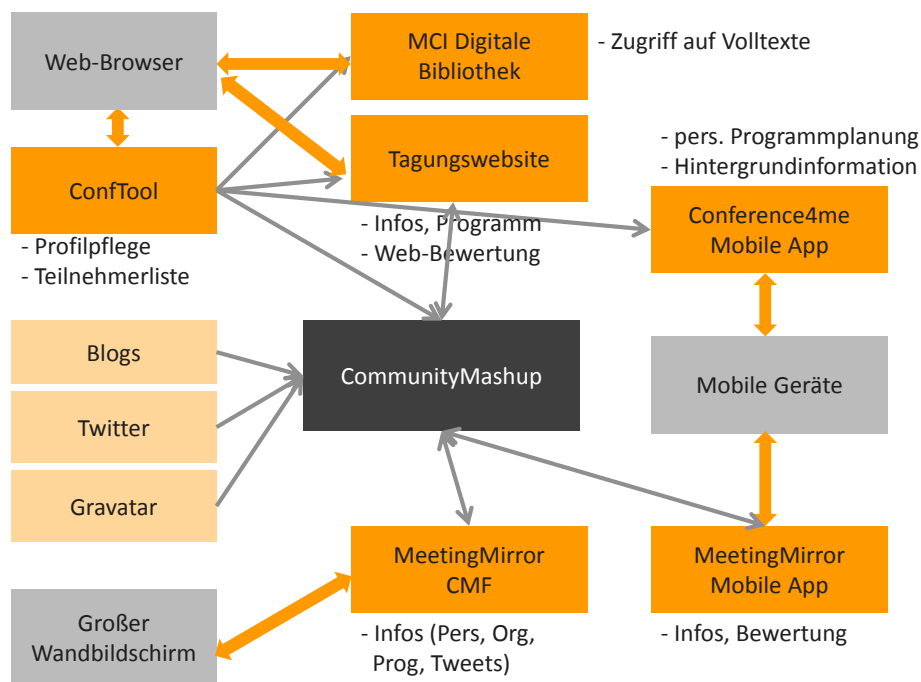 Web-Browser
MCI Digitale
Bibliothek
- Zugriff auf Volltexte
ConfTool
- Profilpflege
- Teilnehmerliste
Tagungswebsite
- Infos, Programm
- Web-Bewertung
- pers. Programmplanung
- Hintergrundinformation
Conference4me
Mobile App
Blogs
Twitter
Gravatar
CommunityMashup
Mobile Geräte
Großer
Wandbildschirm
MeetingMirror
CMF
- Infos (Pers, Org,
Prog, Tweets)
MeetingMirror
Mobile App
- Infos, Bewertung